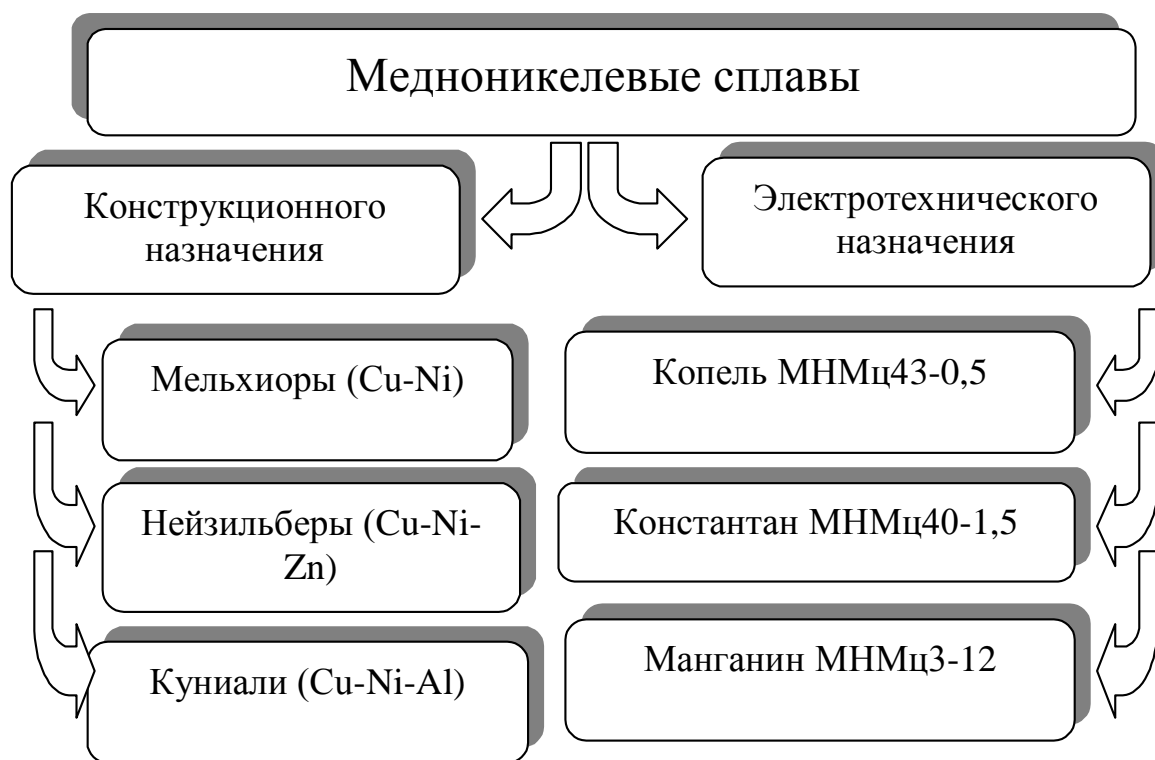 Медноникелевые сплавы
Конструкционного
назначения
Электротехнического
назначения
Мельхиоры (Cu-Ni)
Копель МНМц43-0,5
Нейзильберы (Cu-Ni-
Zn)
Константан МНМц40-1,5
Куниали (Cu-Ni-Al)
Манганин МНМц3-12